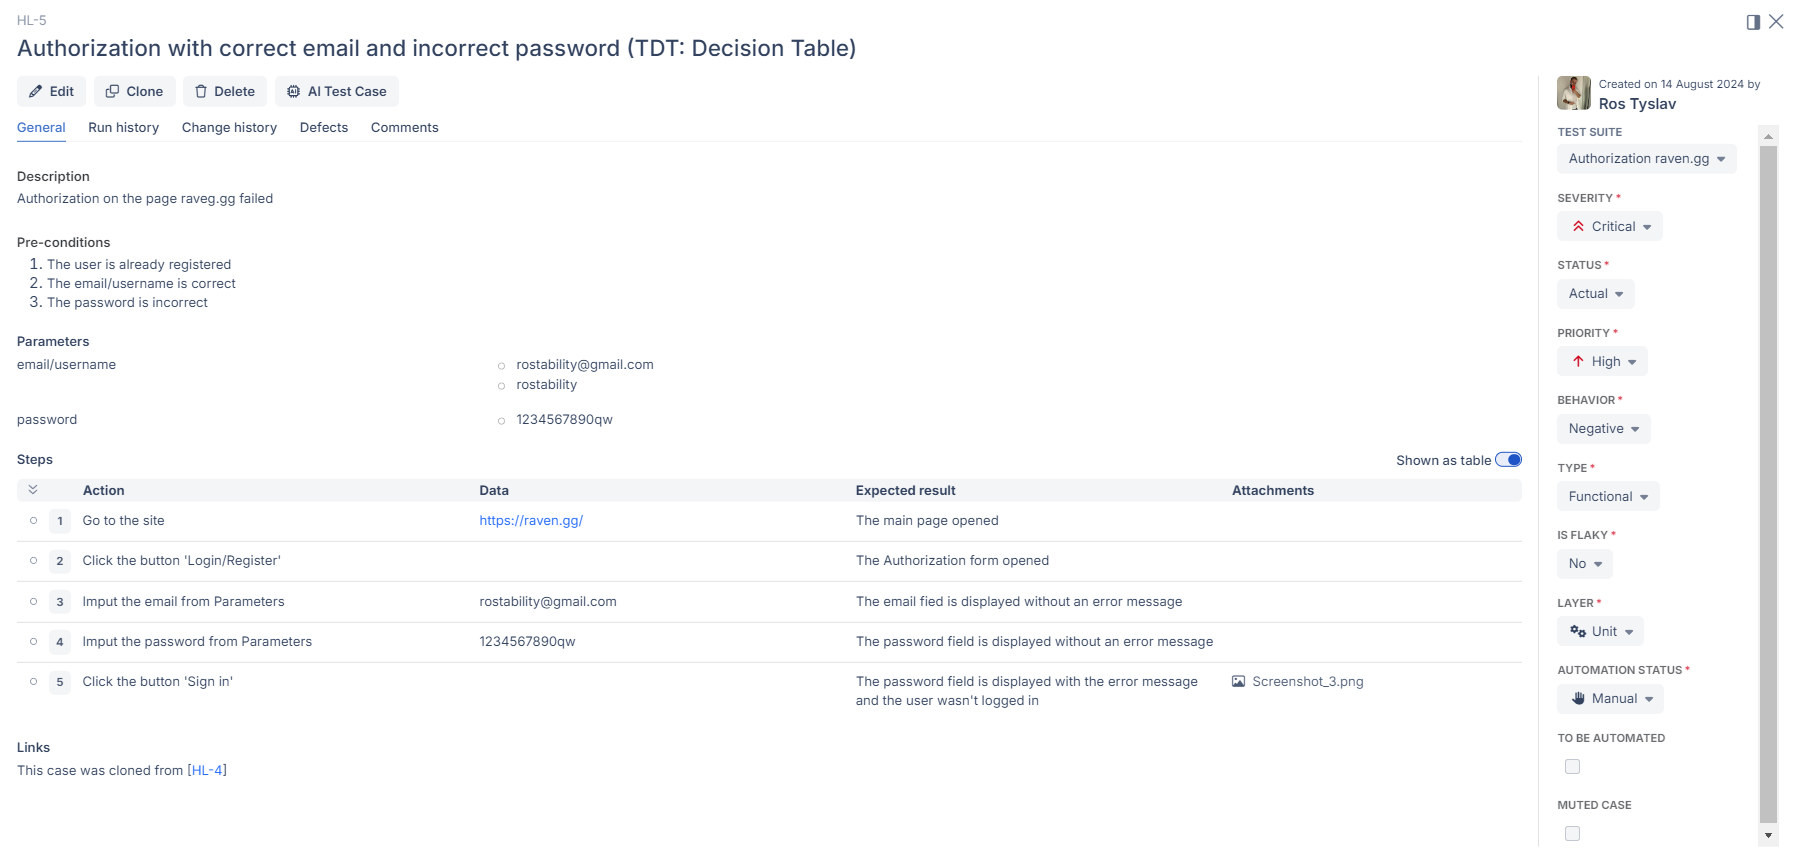 HL-5
Authorization with correct email and incorrect password (TDT: Decision Table)
Edit
Clone
Delete
AI Test Case
General
Run history
Change history
Defects
Comments
Description
Authorization on the page raveg.gg failed
Pre-conditions
1. The user is already registered
2. The email/username is correct
3. The password is incorrect
Parameters
email/username
rostability@gmail.com
rostability
password
1234567890qw
Steps
Shown as table
Action Data Expected result Attachments
1 Go to the site https://raven.gg/ The main page opened
2 Click the button 'Login/Register' The Authorization form opened
3 Imput the email from Parameters rostability@gmail.com The email fied is displayed without an error message
4 Imput the password from Parameters 1234567890qw The password field is displayed without an error message
5 Click the button 'Sign in' The password field is displayed with the error message Screenshot_3.png
and the user wasn't logged in
Links
This case was cloned from [HL-4]
Created on 14 August 2024 by
Ros Tyslav
TEST SUITE
Authorization raven.gg
SEVERITY *
Critical
STATUS *
Actual
PRIORITY *
High
BEHAVIOR *
Negative
TYPE *
Functional
IS FLAKY *
No
LAYER *
Unit
AUTOMATION STATUS *
Manual
TO BE AUTOMATED
MUTED CASE